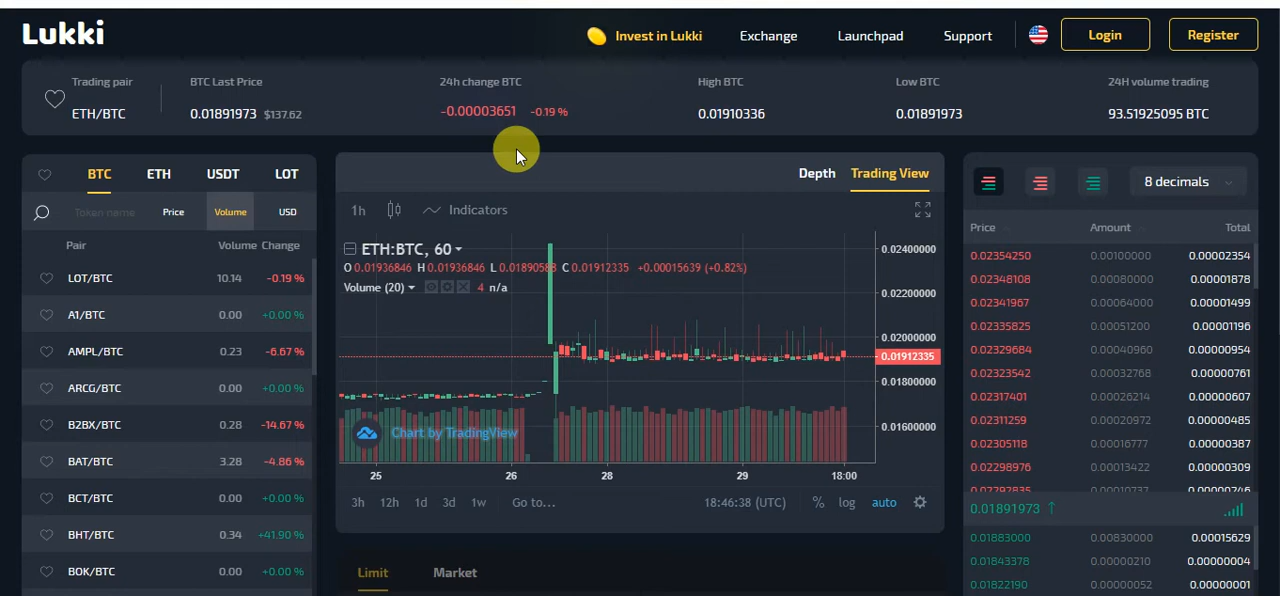 Lukki
Invest in Lukki
Exchange
Launchpad
Support
Login
Register
Trading pair
ETH/BTC
BTC Last Price
0.01891973 $137.62
24h change BTC
-0.00003651 -0.19 %
High BTC
0.01910336
Low BTC
0.01891973
24H volume trading
93.51925095 BTC
BTC ETH USDT LOT
Token name Price Volume USD
Pair Volume Change
LOT/BTC 10.14 -0.19 %
A1/BTC 0.00 +0.00 %
AMPL/BTC 0.23 -6.67 %
ARCG/BTC 0.00 +0.00 %
B2BX/BTC 0.28 -14.67 %
BAT/BTC 3.28 -4.86 %
BCT/BTC 0.00 +0.00 %
BHT/BTC 0.34 +41.90 %
BOK/BTC 0.00 +0.00 %
Depth Trading View
1h Indicators
ETH:BTC, 60
O 0.01936846 H 0.01936846 L 0.01890588 C 0.01912335 +0.00015639 (+0.82%)
Volume (20) 4 n/a
0.02400000
0.02200000
0.02000000
0.01912335
0.01800000
0.01600000
Chart by TradingView
25 26 28 29 18:00
3h 12h 1d 3d 1w Go to... 18:46:38 (UTC) % log auto
Limit Market
8 decimals
Price Amount Total
0.02354250 0.00100000 0.00002354
0.02348108 0.00080000 0.00001878
0.02341967 0.00064000 0.00001499
0.02335825 0.00051200 0.00001196
0.02329684 0.00040960 0.00000954
0.02323542 0.00032768 0.00000761
0.02317401 0.00026214 0.00000607
0.02311259 0.00020972 0.00000485
0.02305118 0.00016777 0.00000387
0.02298976 0.00013422 0.00000309
0.02292835 0.00010737 0.00000246
0.01891973
0.01883000 0.00830000 0.00015629
0.01843378 0.00000210 0.00000004
0.01822190 0.00000052 0.00000001